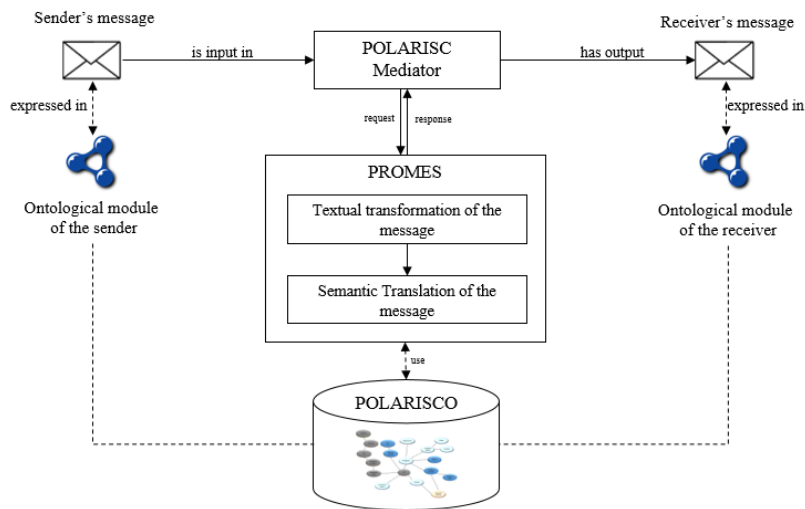 Sender's message
Receiver's message
is input in
POLARISC
Mediator
has output
expressed in
expressed in
request
response
PROMES
Ontological module
of the sender
Textual transformation of the
message
Ontological module
of the receiver
Semantic Translation of the
message
use
POLARISCO